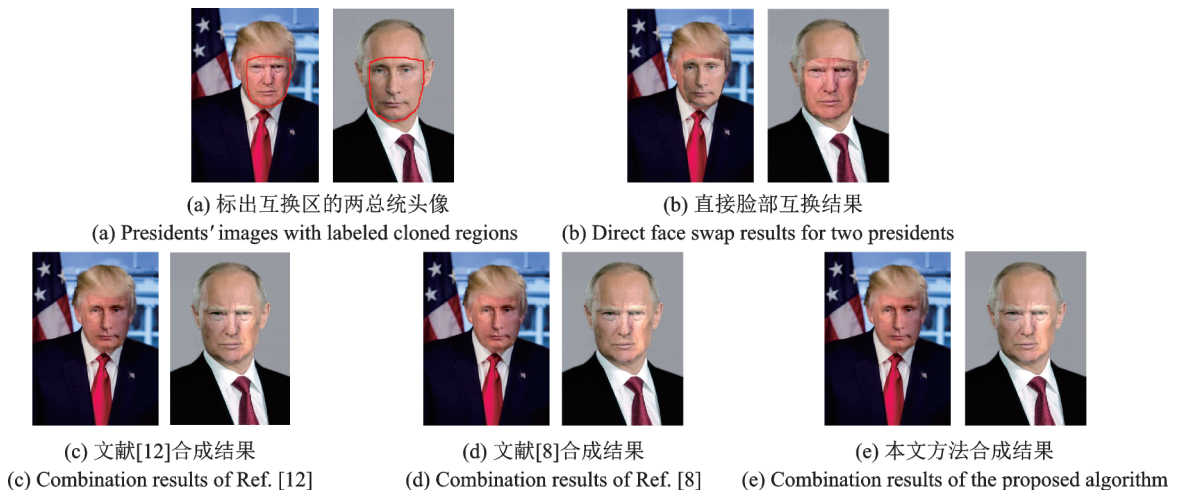 (a) 标出互换区的两总统头像
(a) Presidents' images with labeled cloned regions
(b) 直接脸部互换结果
(b) Direct face swap results for two presidents
(c) 文献[12]合成结果
(c) Combination results of Ref. [12]
(d) 文献[8]合成结果
(d) Combination results of Ref. [8]
(e) 本文方法合成结果
(e) Combination results of the proposed algorithm